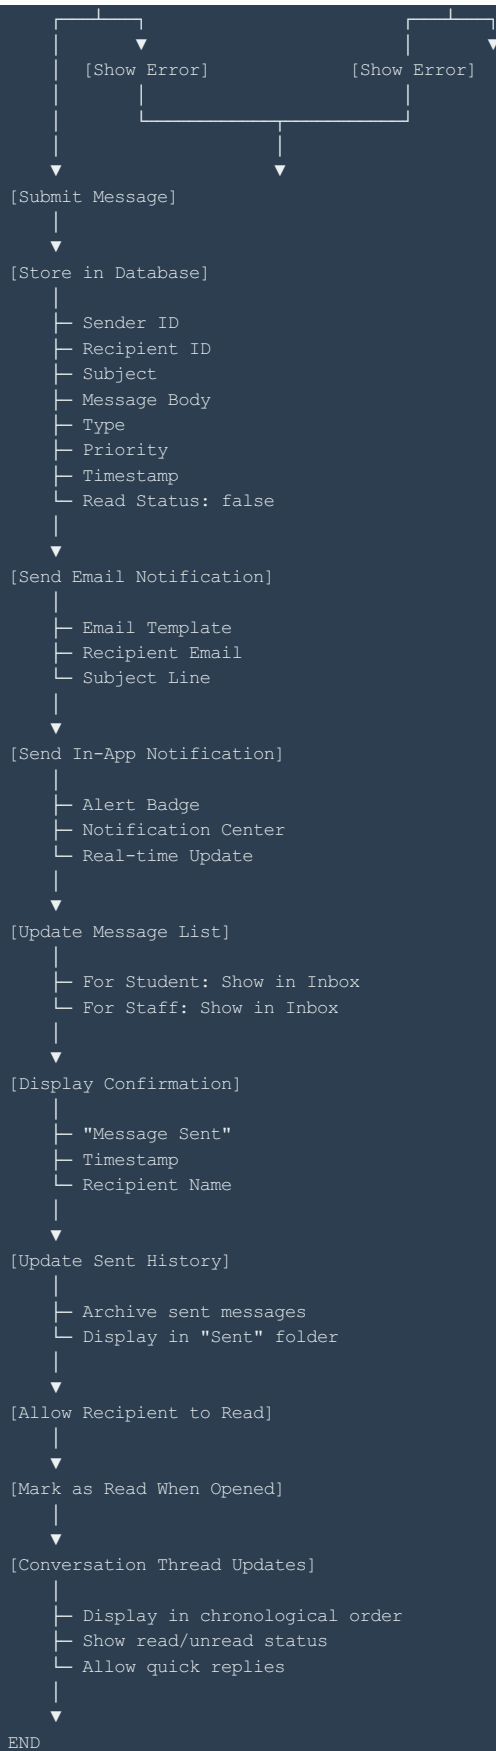 [Show Error] [Show Error]
[Submit Message]
[Store in Database]
Sender ID
Recipient ID
Subject
Message Body
Type
Priority
Timestamp
Read Status: false
[Send Email Notification]
Email Template
Recipient Email
Subject Line
[Send In-App Notification]
Alert Badge
Notification Center
Real-time Update
[Update Message List]
For Student: Show in Inbox
For Staff: Show in Inbox
[Display Confirmation]
"Message Sent"
Timestamp
Recipient Name
[Update Sent History]
Archive sent messages
Display in "Sent" folder
[Allow Recipient to Read]
[Mark as Read When Opened]
[Conversation Thread Updates]
Display in chronological order
Show read/unread status
Allow quick replies
END